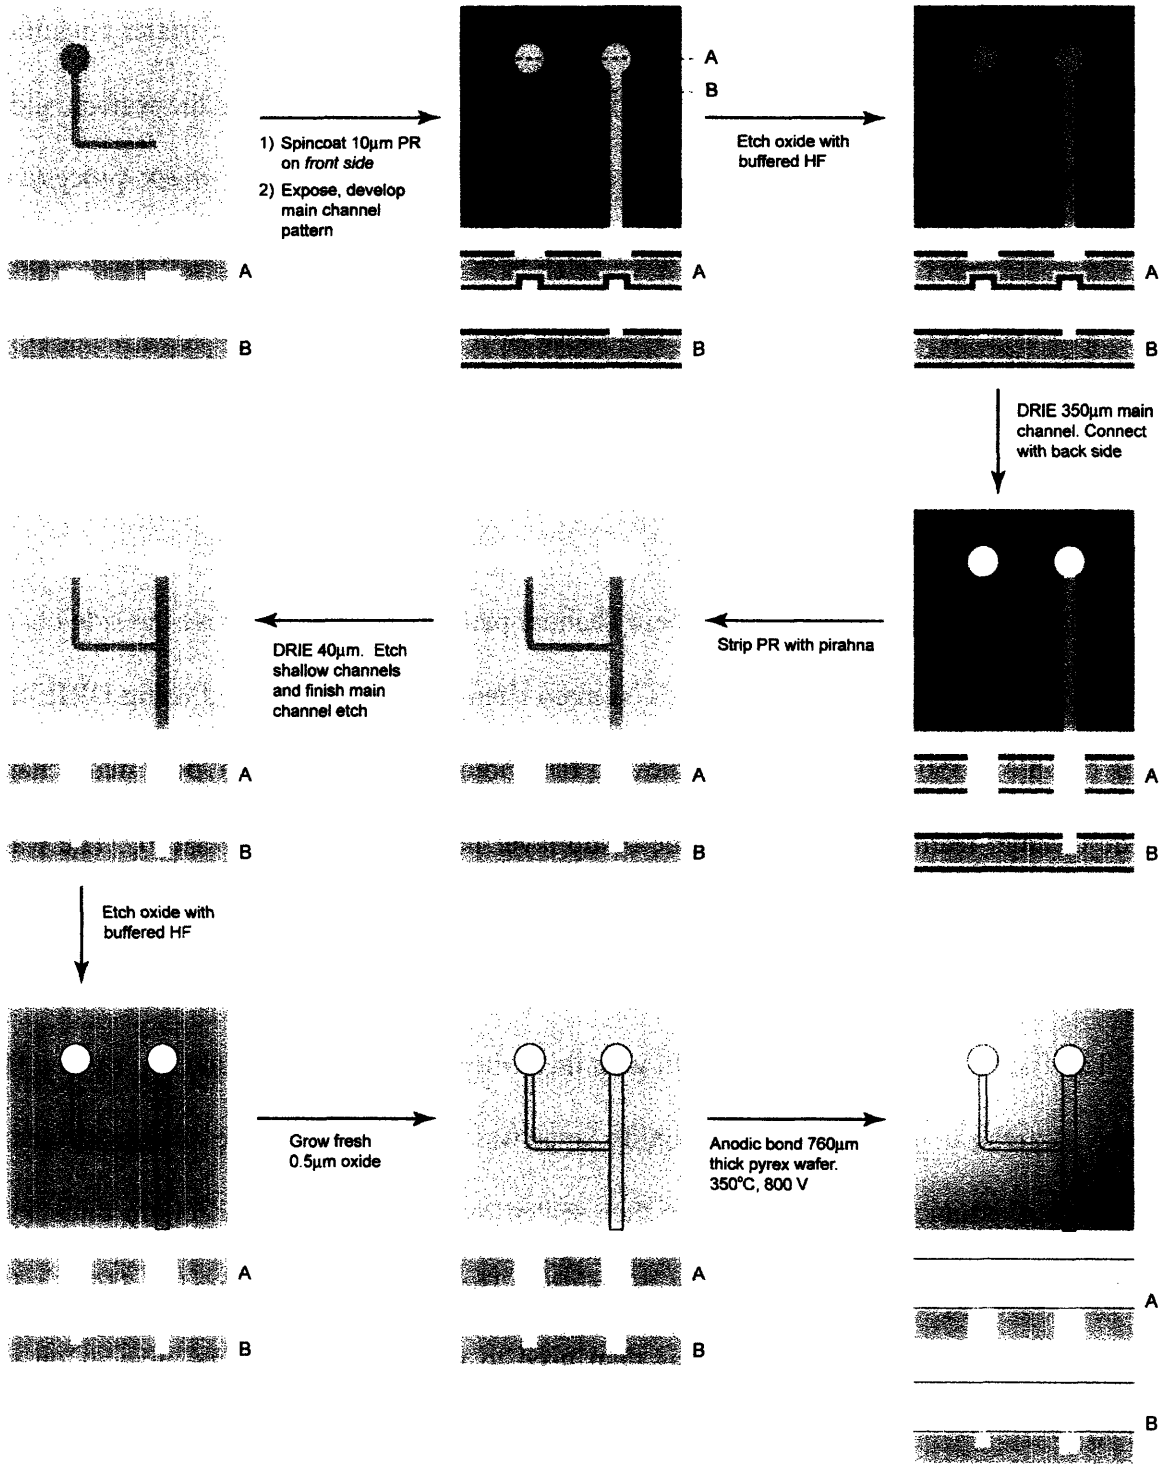 A
B
1) Spincoat 10μm PR
on front side
2) Expose, develop
main channel
pattern
Etch oxide with
buffered HF
A
A
A
B
B
B
DRIE 350μm main
channel. Connect
with back side
Strip PR with pirahna
DRIE 40μm. Etch
shallow channels
and finish main
channel etch
A
A
A
B
B
B
Etch oxide with
buffered HF
Grow fresh
0.5μm oxide
Anodic bond 760μm
thick pyrex wafer.
350°C, 800 V
A
A
A
B
B
B